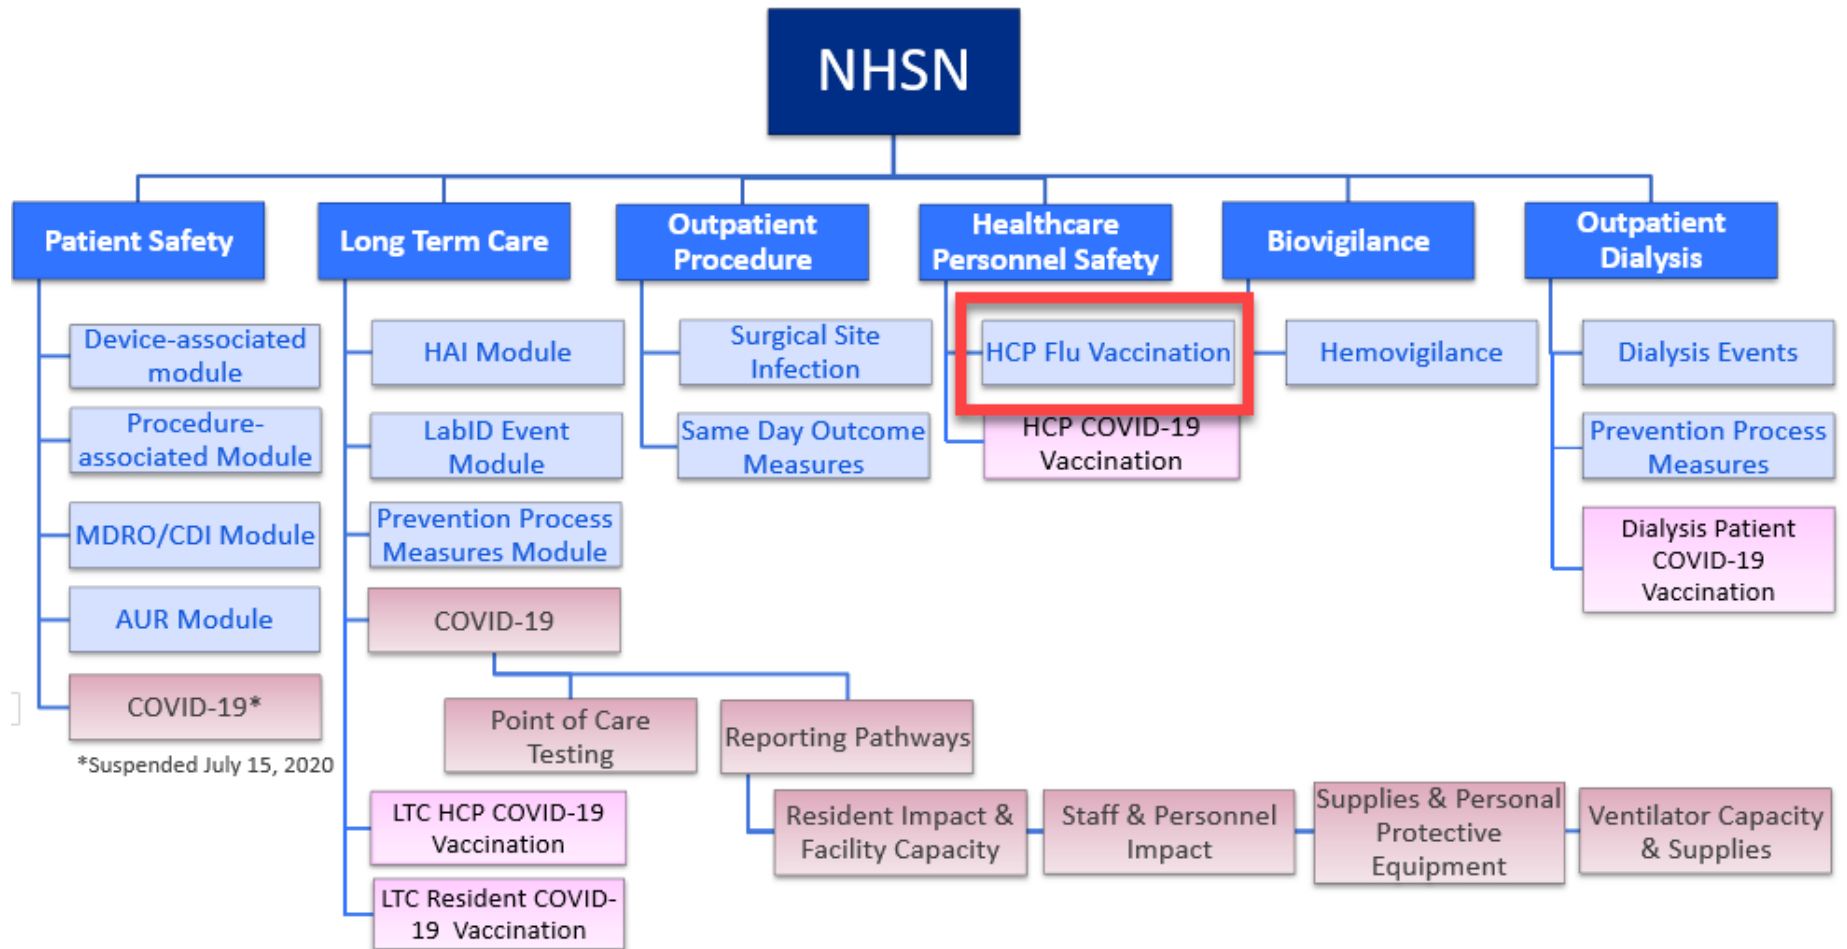 NHSN
Patient Safety
Device-associated
module
Procedure-
associated Module
MDRO/CDI Module
AUR Module
COVID-19*
*Suspended July 15, 2020
Long Term Care
HAI Module
LabID Event
Module
Prevention Process
Measures Module
COVID-19
Point of Care
Testing
Reporting Pathways
Resident Impact &
Facility Capacity
Staff & Personnel
Impact
Supplies & Personal
Protective
Equipment
Ventilator Capacity
& Supplies
LTC HCP COVID-19
Vaccination
LTC Resident COVID-
19 Vaccination
Outpatient
Procedure
Surgical Site
Infection
Same Day Outcome
Measures
Healthcare
Personnel Safety
HCP Flu Vaccination
HCP COVID-19
Vaccination
Biovigilance
Hemovigilance
Outpatient
Dialysis
Dialysis Events
Prevention Process
Measures
Dialysis Patient
COVID-19
Vaccination